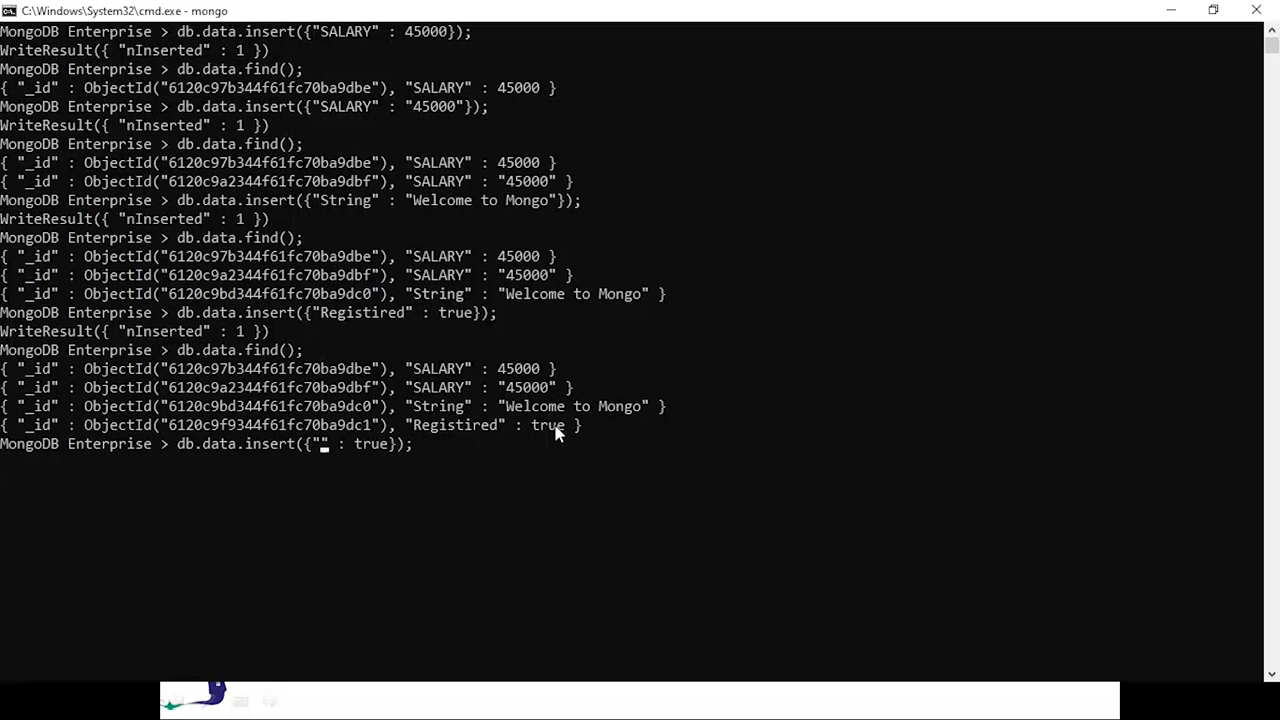 C:\Windows\System32\cmd.exe - mongo
MongoDB Enterprise > db.data.insert({"SALARY" : 45000});
WriteResult({ "nInserted" : 1 })
MongoDB Enterprise > db.data.find();
{ "_id" : ObjectId("6120c97b344f61fc70ba9dbe"), "SALARY" : 45000 }
MongoDB Enterprise > db.data.insert({"SALARY" : "45000"});
WriteResult({ "nInserted" : 1 })
MongoDB Enterprise > db.data.find();
{ "_id" : ObjectId("6120c97b344f61fc70ba9dbe"), "SALARY" : 45000 }
{ "_id" : ObjectId("6120c9a2344f61fc70ba9dbf"), "SALARY" : "45000" }
MongoDB Enterprise > db.data.insert({"String" : "Welcome to Mongo"});
WriteResult({ "nInserted" : 1 })
MongoDB Enterprise > db.data.find();
{ "_id" : ObjectId("6120c97b344f61fc70ba9dbe"), "SALARY" : 45000 }
{ "_id" : ObjectId("6120c9a2344f61fc70ba9dbf"), "SALARY" : "45000" }
{ "_id" : ObjectId("6120c9bd344f61fc70ba9dc0"), "String" : "Welcome to Mongo" }
MongoDB Enterprise > db.data.insert({"Registired" : true});
WriteResult({ "nInserted" : 1 })
MongoDB Enterprise > db.data.find();
{ "_id" : ObjectId("6120c97b344f61fc70ba9dbe"), "SALARY" : 45000 }
{ "_id" : ObjectId("6120c9a2344f61fc70ba9dbf"), "SALARY" : "45000" }
{ "_id" : ObjectId("6120c9bd344f61fc70ba9dc0"), "String" : "Welcome to Mongo" }
{ "_id" : ObjectId("6120c9f9344f61fc70ba9dc1"), "Registired" : true }
MongoDB Enterprise > db.data.insert({"" : true});